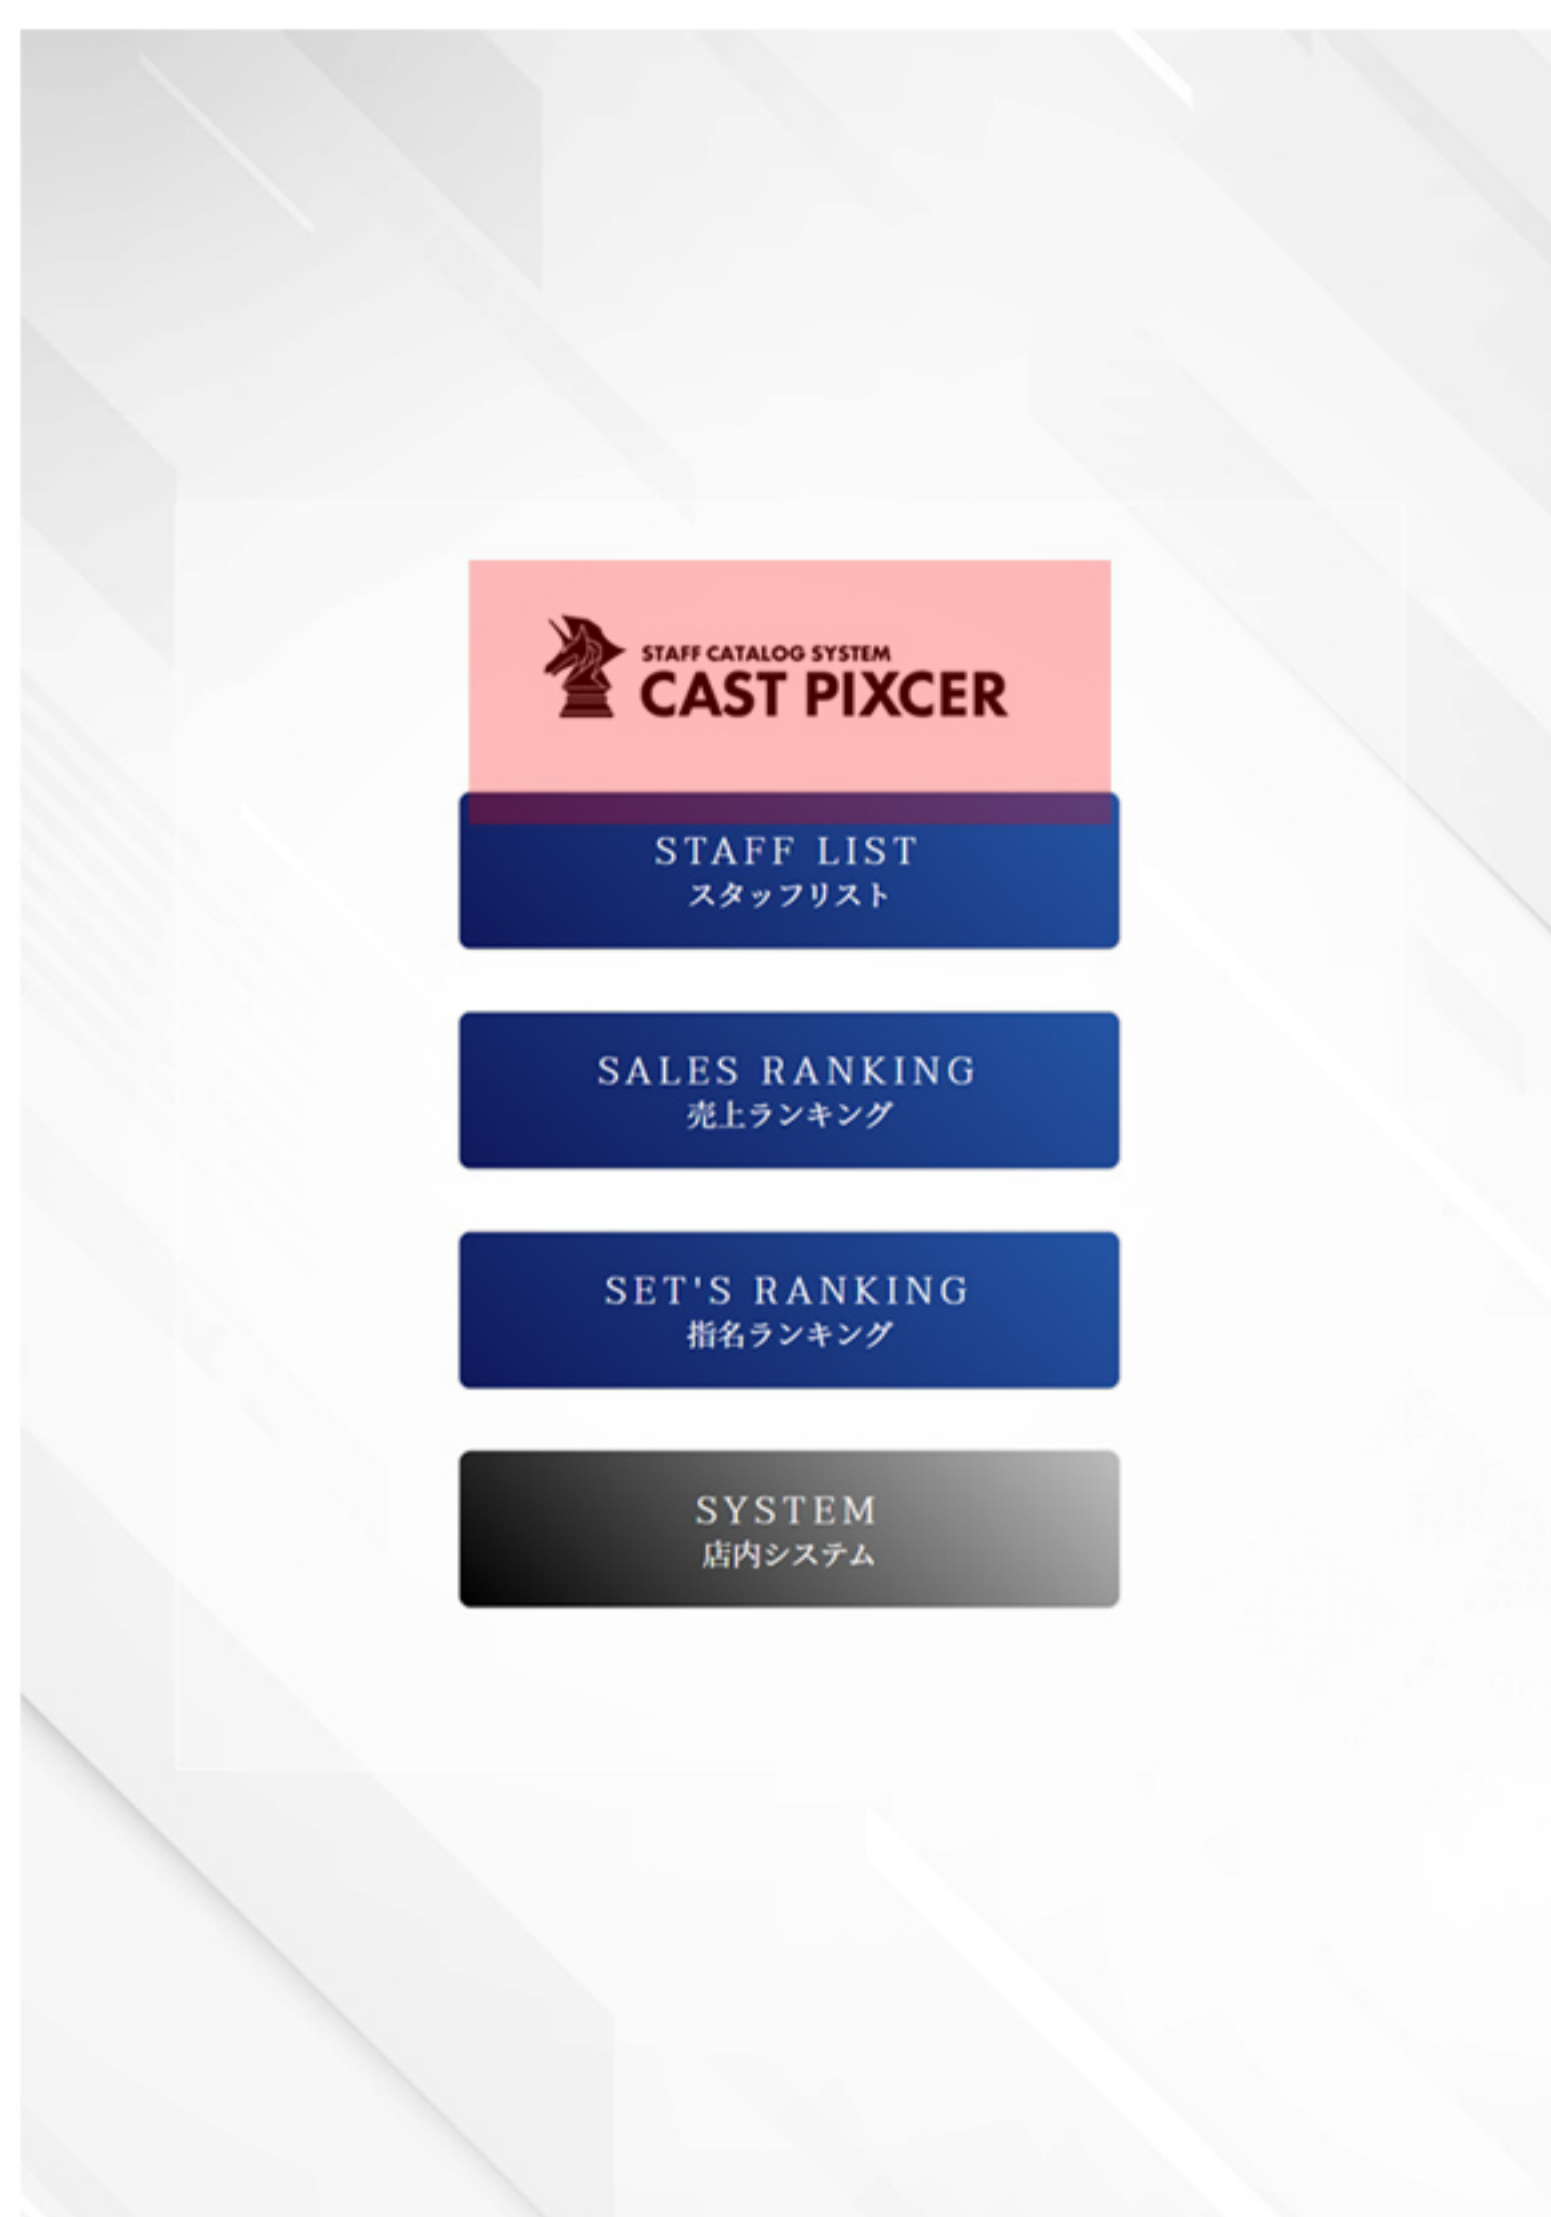 STAFF CATALOG SYSTEM
CAST PIXCER
STAFF LIST
スタッフリスト
SALES RANKING
売上ランキング
SET'S RANKING
指名ランキング
SYSTEM
店内システム